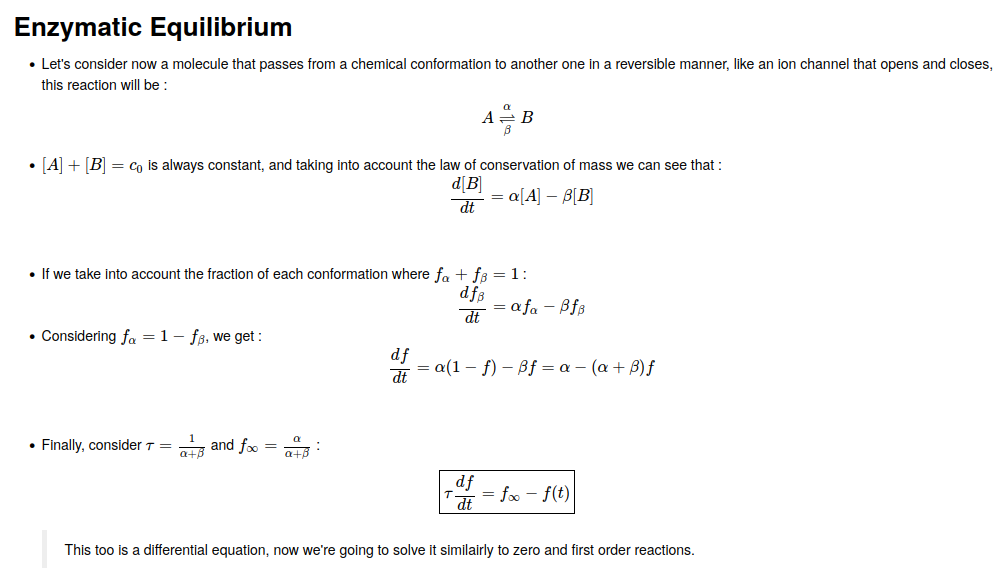 Enzymatic Equilibrium
• Let's consider now a molecule that passes from a chemical conformation to another one in a reversible manner, like an ion channel that opens and closes,
this reaction will be :
$A \underset{\beta}{\overset{\alpha}{\rightleftharpoons}} B$
• $[A] + [B] = c_0$ is always constant, and taking into account the law of conservation of mass we can see that :
$\frac{d[B]}{dt} = \alpha[A] - \beta[B]$
• If we take into account the fraction of each conformation where $f_\alpha + f_\beta = 1$ :
$\frac{df_\beta}{dt} = \alpha f_\alpha - \beta f_\beta$
• Considering $f_\alpha = 1 - f_\beta$, we get :
$\frac{df}{dt} = \alpha(1 - f) - \beta f = \alpha - (\alpha + \beta)f$
• Finally, consider $\tau = \frac{1}{\alpha+\beta}$ and $f_\infty = \frac{\alpha}{\alpha+\beta}$ :
$\tau\frac{df}{dt} = f_\infty - f(t)$
This too is a differential equation, now we're going to solve it similairly to zero and first order reactions.